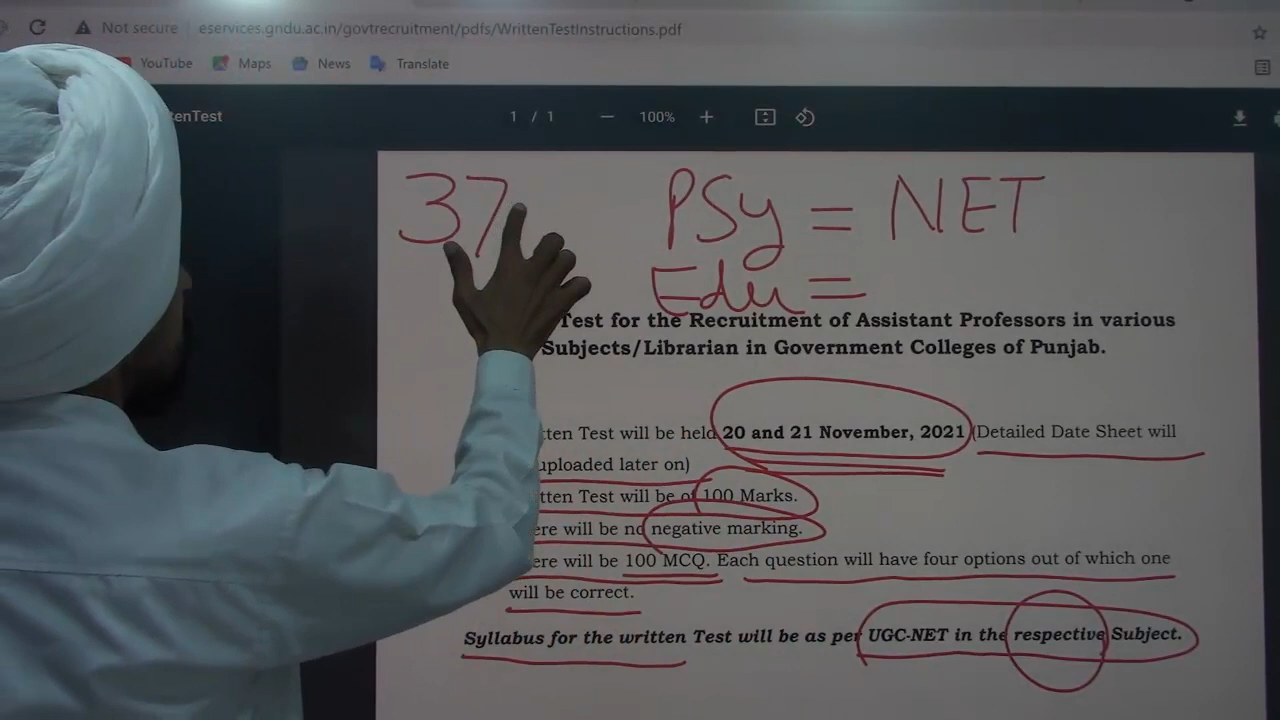 Not secure eservices.gndu.ac.in/govtrecruitment/pdfs/WrittenTestInstructions.pdf
YouTube Maps News Translate
tenTest 1 / 1 — 100% +
37 PSy = NET
Edu =
Test for the Recruitment of Assistant Professors in various
Subjects/Librarian in Government Colleges of Punjab.
tten Test will be held 20 and 21 November, 2021 (Detailed Date Sheet will
uploaded later on)
tten Test will be of 100 Marks.
ere will be no negative marking.
ere will be 100 MCQ. Each question will have four options out of which one
will be correct.
Syllabus for the written Test will be as per UGC-NET in the respective Subject.